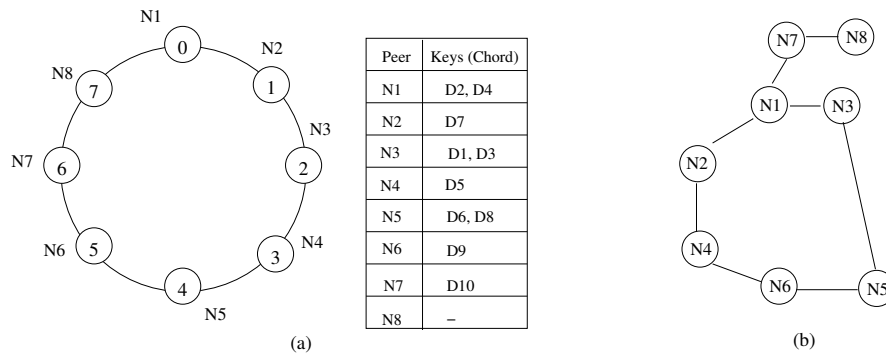 N1
0
N2
1
N8
7
N3
2
N7
6
N4
3
N6
5
4
N5
(a)
Peer Keys (Chord)
N1 D2, D4
N2 D7
N3 D1, D3
N4 D5
N5 D6, D8
N6 D9
N7 D10
N8 –
N7 N8
N1 N3
N2
N4
N6 N5
(b)